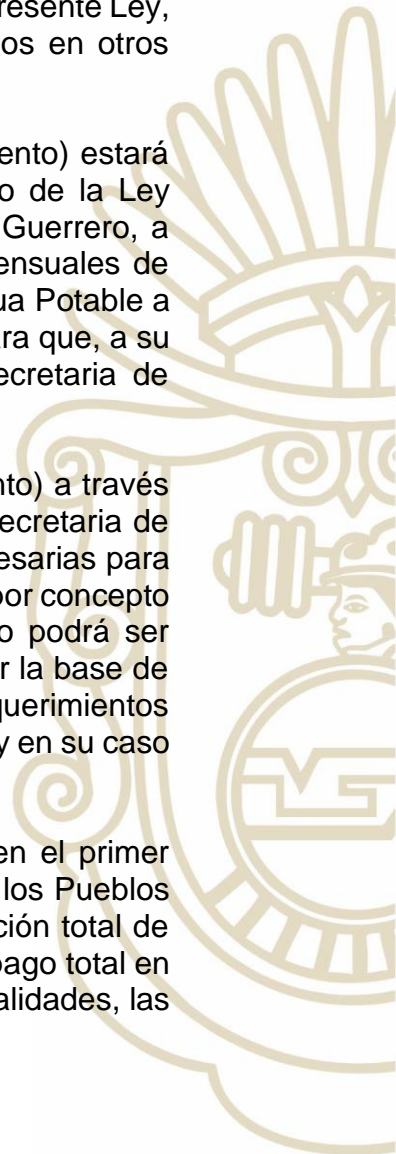 resente Ley,
os en otros
ento) estará
o de la Ley
Guerrero, a
ensuales de
ua Potable a
ara que, a su
ecretaria de
nto) a través
ecretaria de
esarias para
por concepto
o podrá ser
r la base de
querimientos
y en su caso
en el primer
los Pueblos
ción total de
pago total en
alidades, las